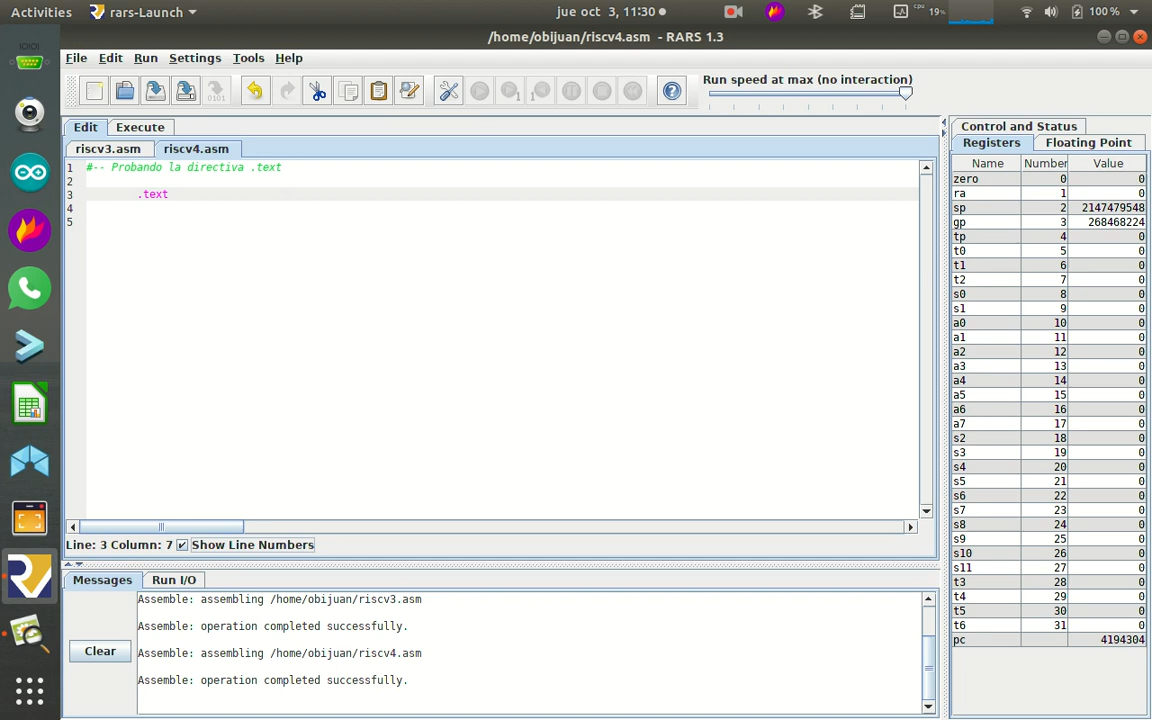 Activities rars-Launch jue oct 3, 11:30 cpu 19% 100 %
/home/obijuan/riscv4.asm - RARS 1.3
File Edit Run Settings Tools Help
Run speed at max (no interaction)
Edit Execute
riscv3.asm riscv4.asm
1 #-- Probando la directiva .text
2
3 .text
4
5
Line: 3 Column: 7 Show Line Numbers
Messages Run I/O
Assemble: assembling /home/obijuan/riscv3.asm
Assemble: operation completed successfully.
Clear
Assemble: assembling /home/obijuan/riscv4.asm
Assemble: operation completed successfully.
Control and Status
Registers Floating Point
Name Number Value
zero 0 0
ra 1 0
sp 2 2147479548
gp 3 268468224
tp 4 0
t0 5 0
t1 6 0
t2 7 0
s0 8 0
s1 9 0
a0 10 0
a1 11 0
a2 12 0
a3 13 0
a4 14 0
a5 15 0
a6 16 0
a7 17 0
s2 18 0
s3 19 0
s4 20 0
s5 21 0
s6 22 0
s7 23 0
s8 24 0
s9 25 0
s10 26 0
s11 27 0
t3 28 0
t4 29 0
t5 30 0
t6 31 0
pc 4194304